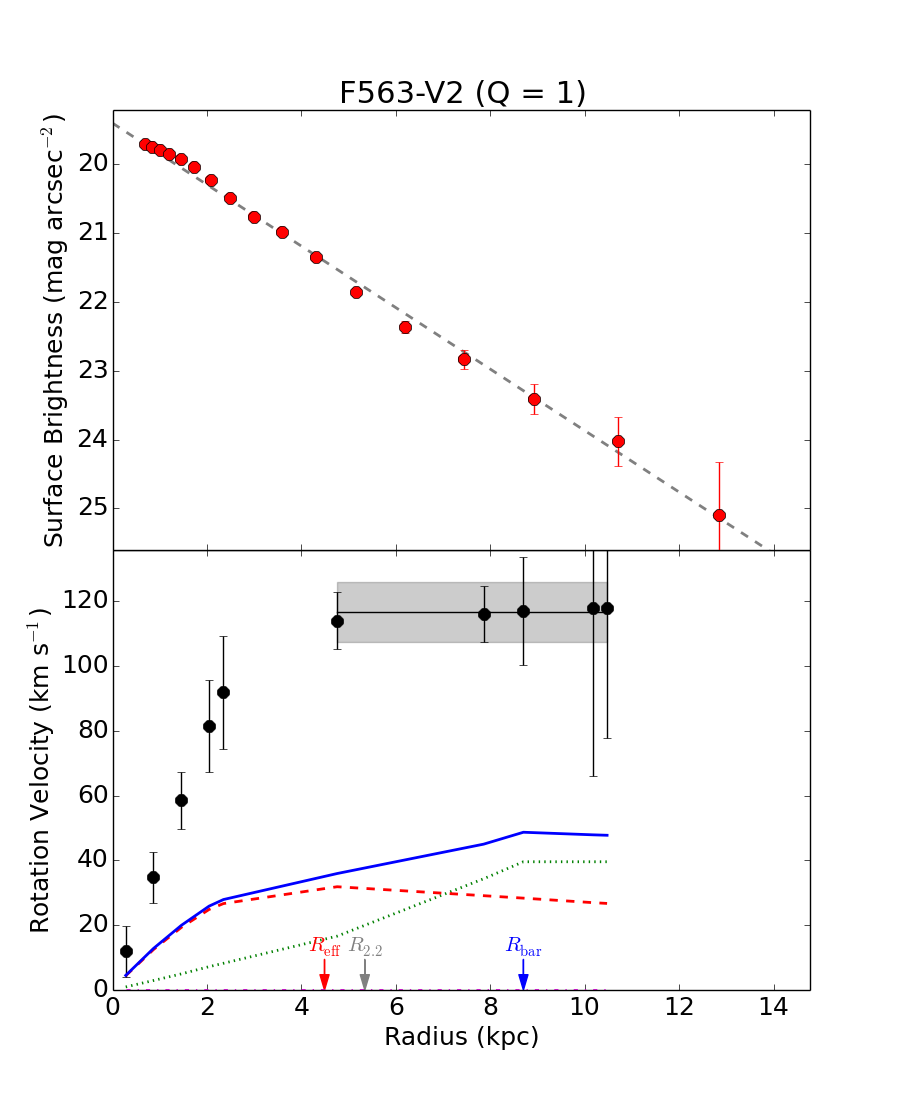 F563-V2 (Q = 1)
Surface Brightness (mag arcsec⁻²)
20
21
22
23
24
25
Rotation Velocity (km s⁻¹)
120
100
80
60
40
20
0
R_eff
R_2.2
R_bar
0 2 4 6 8 10 12 14
Radius (kpc)